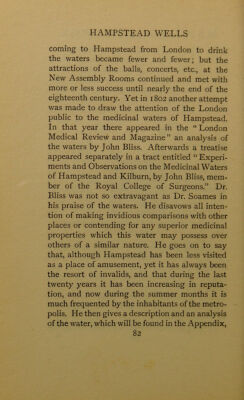 HAMPSTEAD WELLS
coming to Hampstead from London to drink
the waters became fewer and fewer; but the
attractions of the balls, concerts, etc., at the
New Assembly Rooms continued and met with
more or less success until nearly the end of the
eighteenth century. Yet in 1802 another attempt
was made to draw the attention of the London
public to the medicinal waters of Hampstead.
In that year there appeared in the "London
Medical Review and Magazine" an analysis of
the waters by John Bliss. Afterwards a treatise
appeared separately in a tract entitled "Experi-
ments and Observations on the Medicinal Waters
of Hampstead and Kilburn, by John Bliss, mem-
ber of the Royal College of Surgeons." Dr.
Bliss was not so extravagant as Dr. Soames in
his praise of the waters. He disavows all inten-
tion of making invidious comparisons with other
places or contending for any superior medicinal
properties which this water may possess over
others of a similar nature. He goes on to say
that, although Hampstead has been less visited
as a place of amusement, yet it has always been
the resort of invalids, and that during the last
twenty years it has been increasing in reputa-
tion, and now during the summer months it is
much frequented by the inhabitants of the metro-
polis. He then gives a description and an analysis
of the water, which will be found in the Appendix,
82